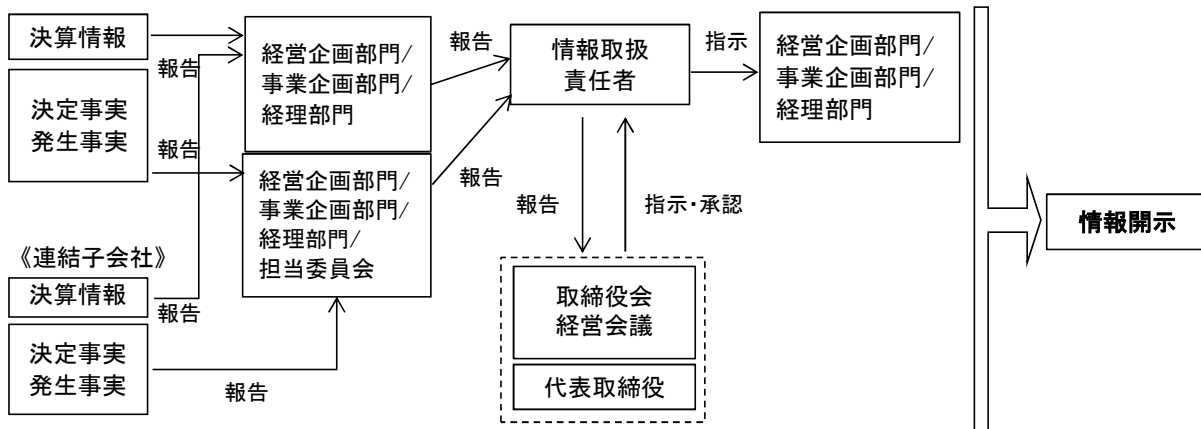 決算情報
報告
決定事実
発生事実
報告
《連結子会社》
決算情報
報告
決定事実
発生事実
報告
経営企画部門/
事業企画部門/
経理部門
経営企画部門/
事業企画部門/
経理部門/
担当委員会
報告
報告
情報取扱
責任者
報告
指示・承認
取締役会
経営会議
代表取締役
指示
経営企画部門/
事業企画部門/
経理部門
情報開示